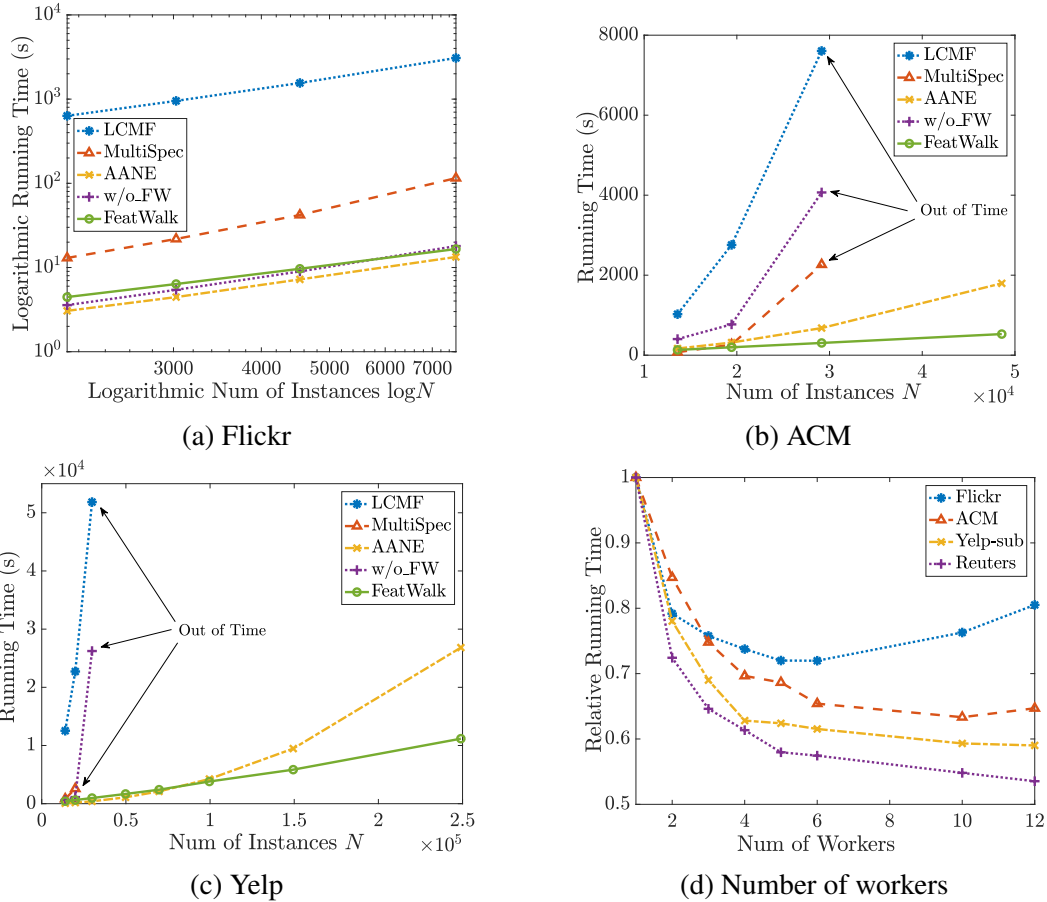 10^4
10^3
10^2
10^1
10^0
Logarithmic Running Time (s)
LCMF
MultiSpec
AANE
w/o_FW
FeatWalk
3000 4000 5000 6000 7000
Logarithmic Num of Instances logN
(a) Flickr
8000
6000
4000
2000
0
Running Time (s)
LCMF
MultiSpec
AANE
w/o_FW
FeatWalk
Out of Time
1 2 3 4 5
×10^4
Num of Instances N
(b) ACM
×10^4
5
4
3
2
1
0
Running Time (s)
LCMF
MultiSpec
AANE
w/o_FW
FeatWalk
Out of Time
0 0.5 1 1.5 2 2.5
×10^5
Num of Instances N
(c) Yelp
1
0.9
0.8
0.7
0.6
0.5
Relative Running Time
Flickr
ACM
Yelp-sub
Reuters
2 4 6 8 10 12
Num of Workers
(d) Number of workers